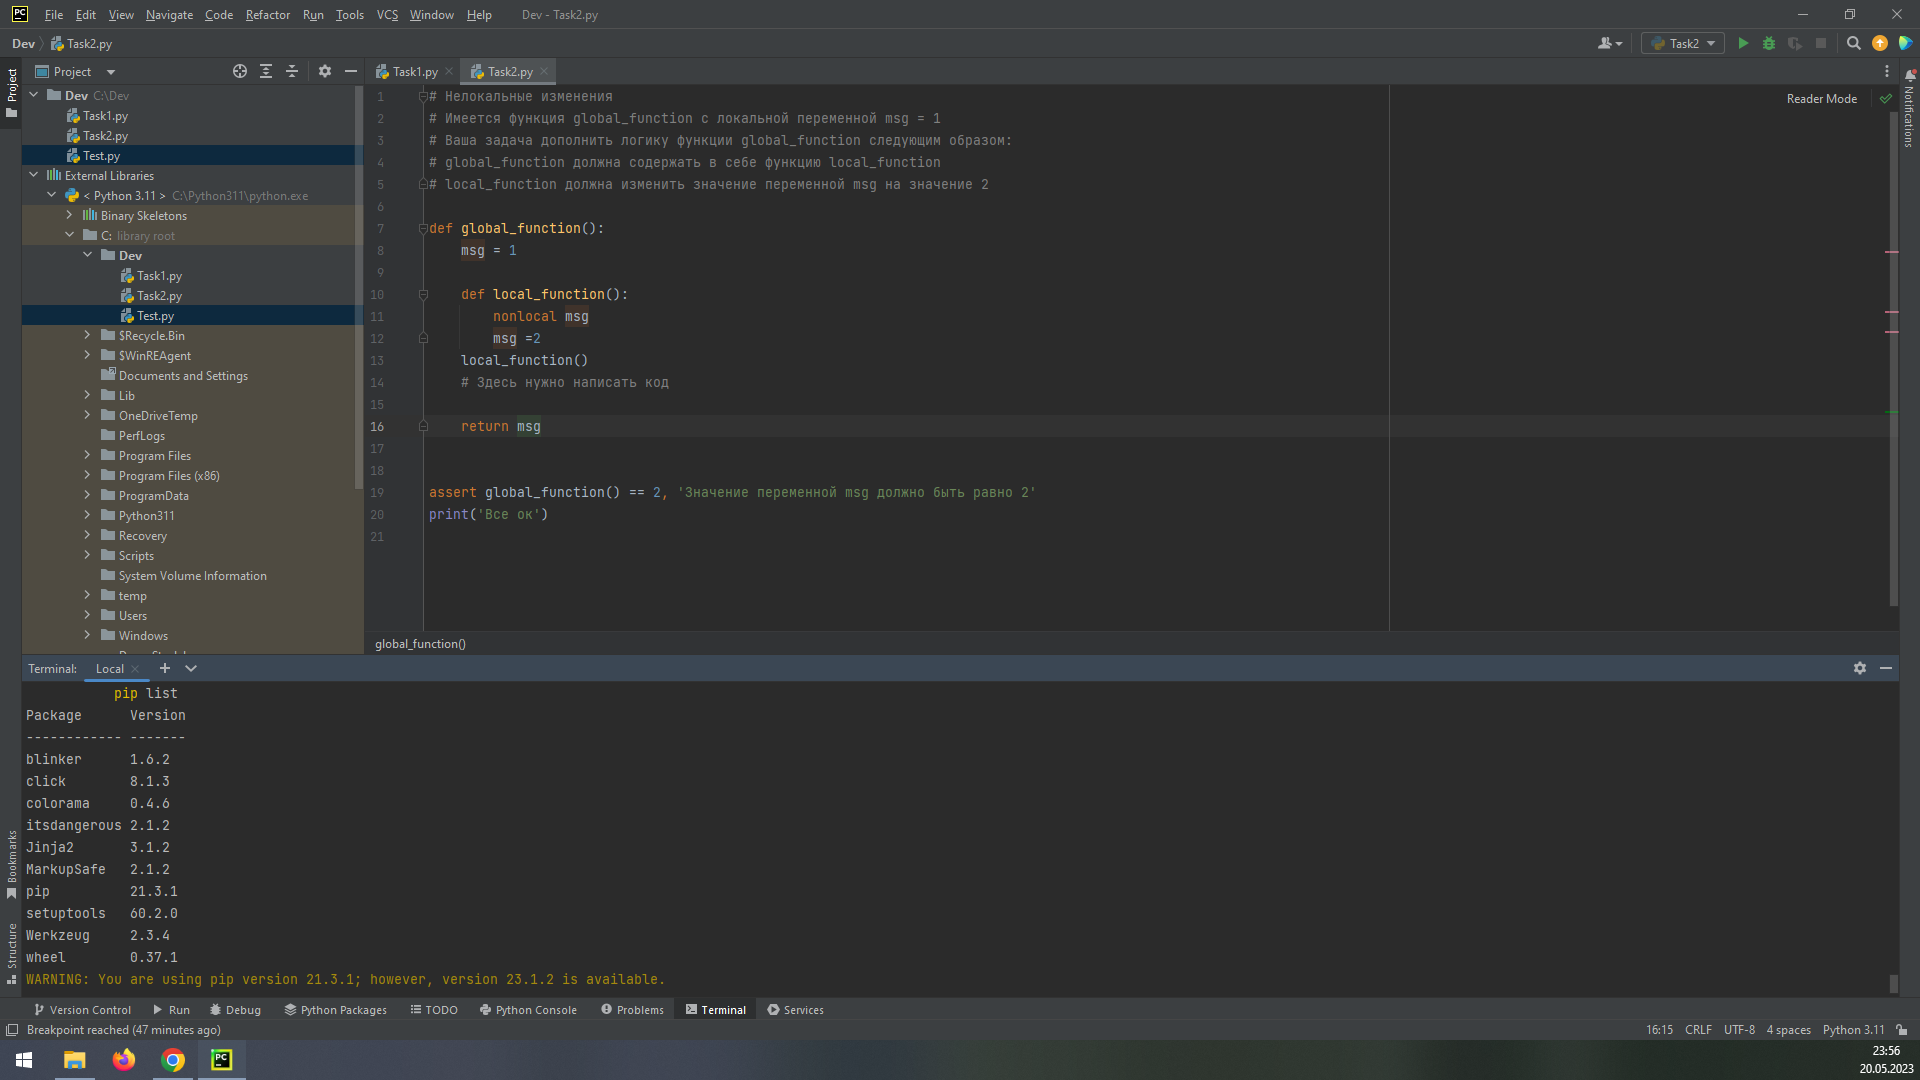 PC File Edit View Navigate Code Refactor Run Tools VCS Window Help Dev - Task2.py
Dev Task2.py Task2
Project Task1.py Task2.py
Project
Dev C:\Dev
Task1.py
Task2.py
Test.py
External Libraries
< Python 3.11 > C:\Python311\python.exe
Binary Skeletons
C: library root
Dev
Task1.py
Task2.py
Test.py
$Recycle.Bin
$WinREAgent
Documents and Settings
Lib
OneDriveTemp
PerfLogs
Program Files
Program Files (x86)
ProgramData
Python311
Recovery
Scripts
System Volume Information
temp
Users
Windows
Reader Mode
Notifications
1 # Нелокальные изменения
2 # Имеется функция global_function с локальной переменной msg = 1
3 # Ваша задача дополнить логику функции global_function следующим образом:
4 # global_function должна содержать в себе функцию local_function
5 # local_function должна изменить значение переменной msg на значение 2
6
7 def global_function():
8     msg = 1
9
10     def local_function():
11         nonlocal msg
12         msg =2
13     local_function()
14     # Здесь нужно написать код
15
16     return msg
17
18
19 assert global_function() == 2, 'Значение переменной msg должно быть равно 2'
20 print('Все ок')
21
global_function()
Terminal: Local
pip list
Package      Version
------------ -------
blinker      1.6.2
click        8.1.3
colorama     0.4.6
itsdangerous 2.1.2
Jinja2       3.1.2
MarkupSafe   2.1.2
pip          21.3.1
setuptools   60.2.0
Werkzeug     2.3.4
wheel        0.37.1
WARNING: You are using pip version 21.3.1; however, version 23.1.2 is available.
Bookmarks
Structure
Version Control Run Debug Python Packages TODO Python Console Problems Terminal Services
Breakpoint reached (47 minutes ago) 16:15 CRLF UTF-8 4 spaces Python 3.11
PC
23:56
20.05.2023